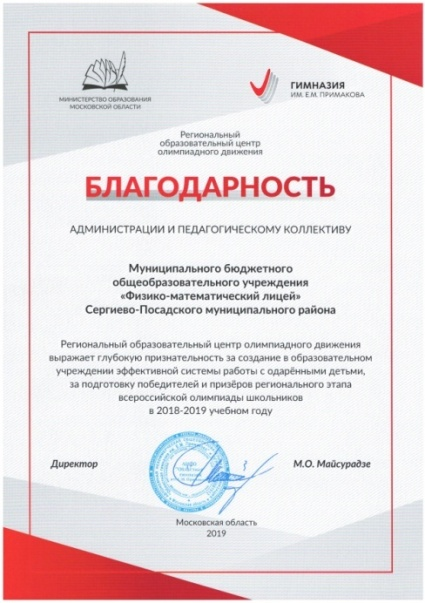 МИНИСТЕРСТВО ОБРАЗОВАНИЯ
МОСКОВСКОЙ ОБЛАСТИ
ГИМНАЗИЯ
ИМ. Е.М. ПРИМАКОВА
Региональный
образовательный центр
олимпиадного движения
БЛАГОДАРНОСТЬ
АДМИНИСТРАЦИИ И ПЕДАГОГИЧЕСКОМУ КОЛЛЕКТИВУ
Муниципального бюджетного
общеобразовательного учреждения
«Физико-математический лицей»
Сергиево-Посадского муниципального района
Региональный образовательный центр олимпиадного движения
выражает глубокую признательность за создание в образовательном
учреждении эффективной системы работы с одарёнными детьми,
за подготовку победителей и призёров регионального этапа
всероссийской олимпиады школьников
в 2018-2019 учебном году
Директор
М.О. Майсурадзе
Московская область
2019